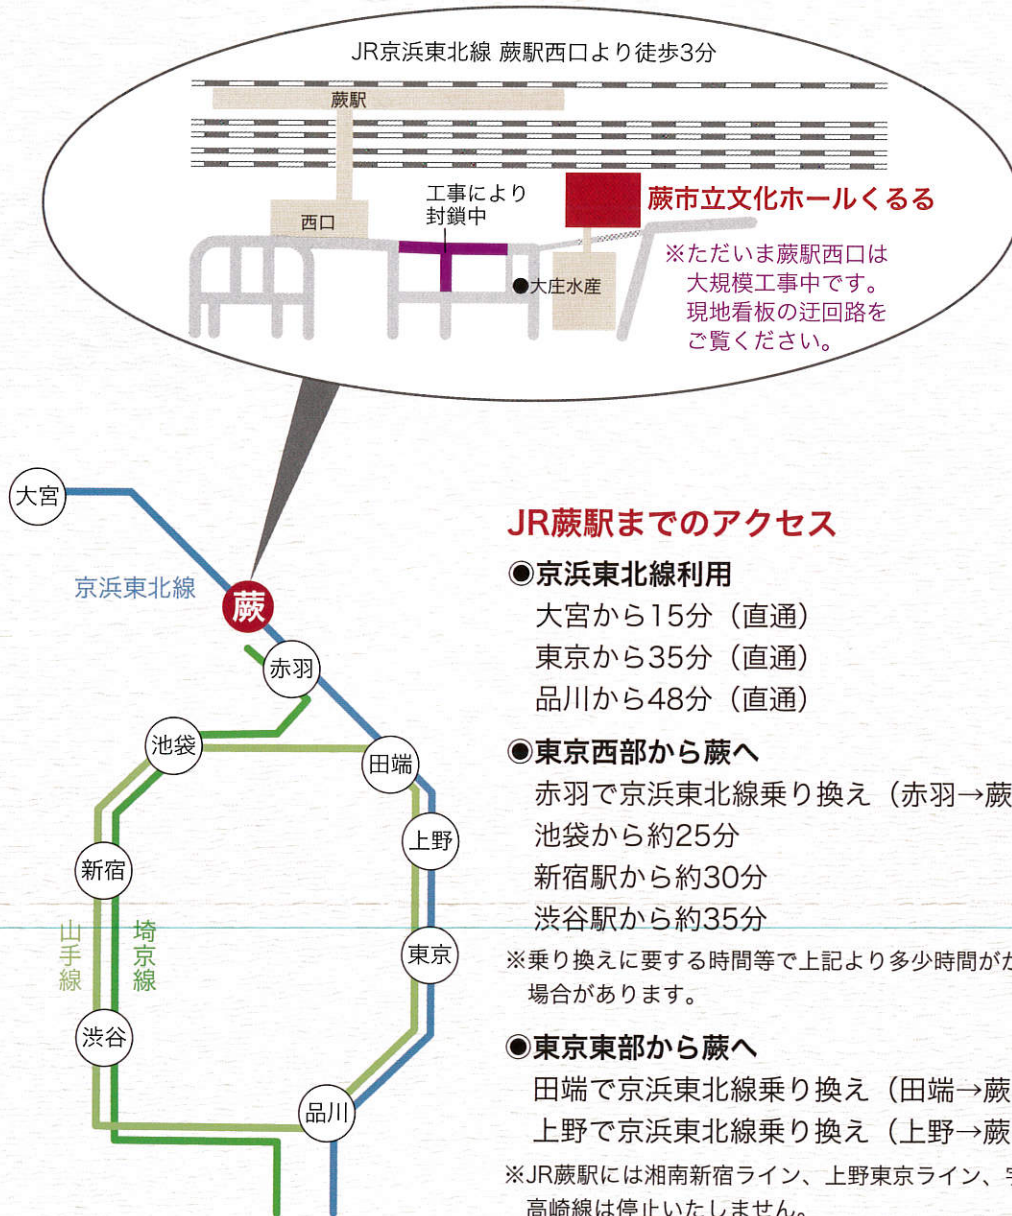 JR京浜東北線 蕨駅西口より徒歩3分
蕨駅
工事により
封鎖中
西口
蕨市立文化ホールくるる
●大庄水産
※ただいま蕨駅西口は
大規模工事中です。
現地看板の迂回路を
ご覧ください。
大宮
京浜東北線
蕨
赤羽
池袋
田端
上野
新宿
山手線
埼京線
東京
渋谷
品川
JR蕨駅までのアクセス
●京浜東北線利用
大宮から15分（直通）
東京から35分（直通）
品川から48分（直通）
●東京西部から蕨へ
赤羽で京浜東北線乗り換え（赤羽→蕨
池袋から約25分
新宿駅から約30分
渋谷駅から約35分
※乗り換えに要する時間等で上記より多少時間がか
場合があります。
●東京東部から蕨へ
田端で京浜東北線乗り換え（田端→蕨
上野で京浜東北線乗り換え（上野→蕨
※JR蕨駅には湘南新宿ライン、上野東京ライン、
高崎線は停止いたしません。